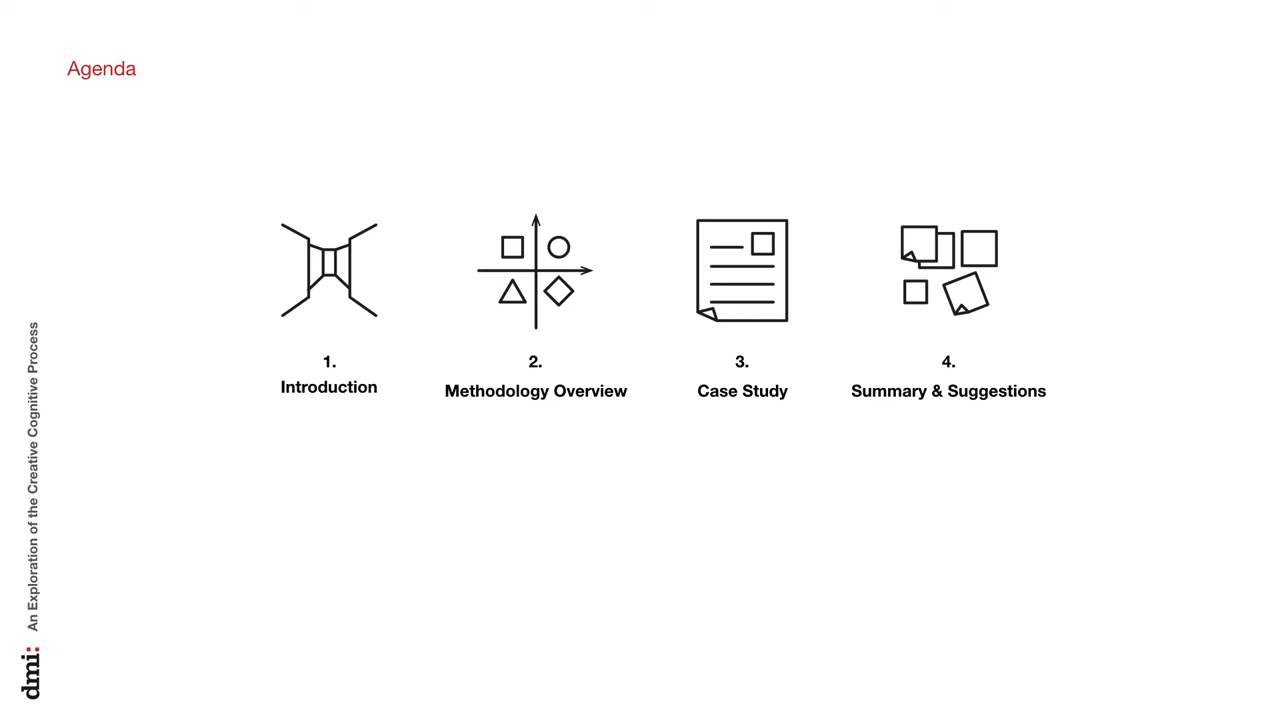 Agenda
1.
Introduction
2.
Methodology Overview
3.
Case Study
4.
Summary & Suggestions
An Exploration of the Creative Cognitive Process
dmi: